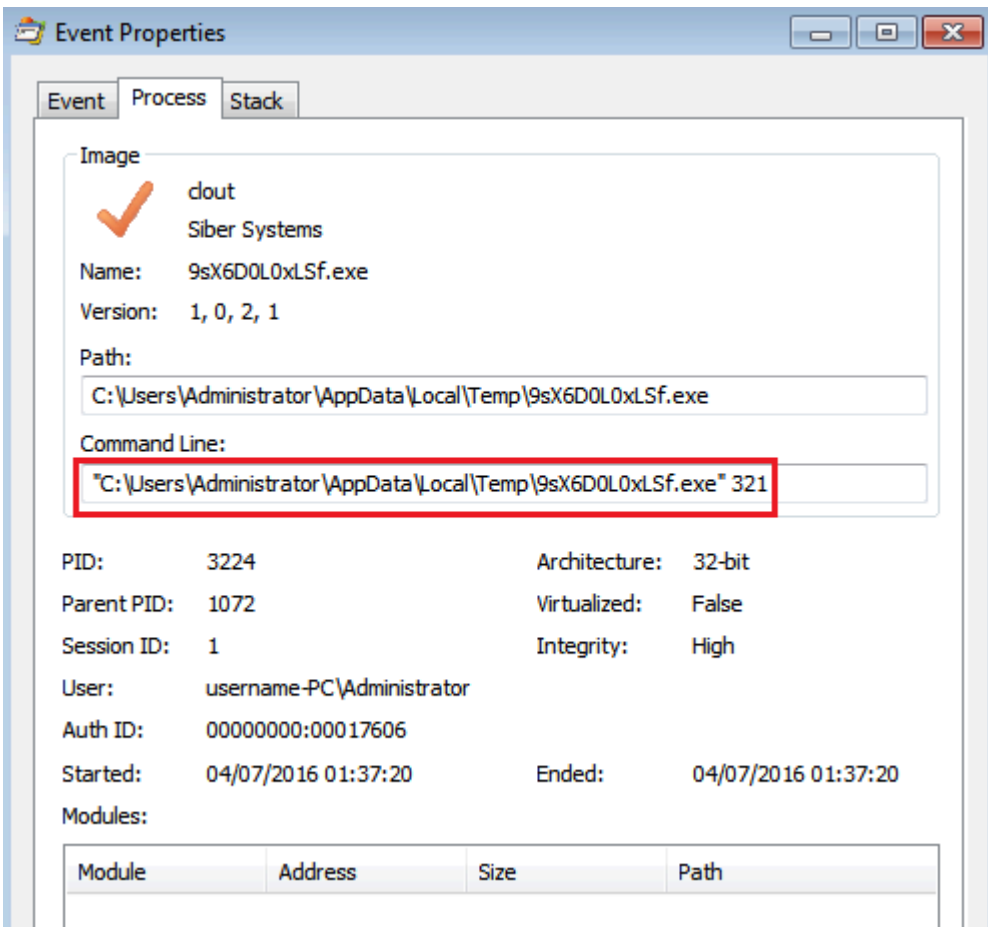 Event Properties
Event Process Stack
Image
clout
Siber Systems
Name: 9sX6D0L0xLSf.exe
Version: 1, 0, 2, 1
Path:
C:\Users\Administrator\AppData\Local\Temp\9sX6D0L0xLSf.exe
Command Line:
"C:\Users\Administrator\AppData\Local\Temp\9sX6D0L0xLSf.exe" 321
PID: 3224 Architecture: 32-bit
Parent PID: 1072 Virtualized: False
Session ID: 1 Integrity: High
User: username-PC\Administrator
Auth ID: 00000000:00017606
Started: 04/07/2016 01:37:20 Ended: 04/07/2016 01:37:20
Modules:
Module Address Size Path